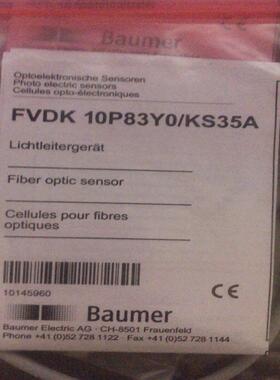 Baumer
Optoelektronische Sensoren
Photo electric sensors
Cellules opto-électroniques
FVDK 10P83Y0/KS35A
Lichtleitergerät
Fiber optic sensor
Cellules pour fibres
optiques
10145960
CE
Baumer
Baumer Electric AG · CH-8501 Frauenfeld
Phone +41 (0)52 728 1122 · Fax +41 (0)52 728 1144